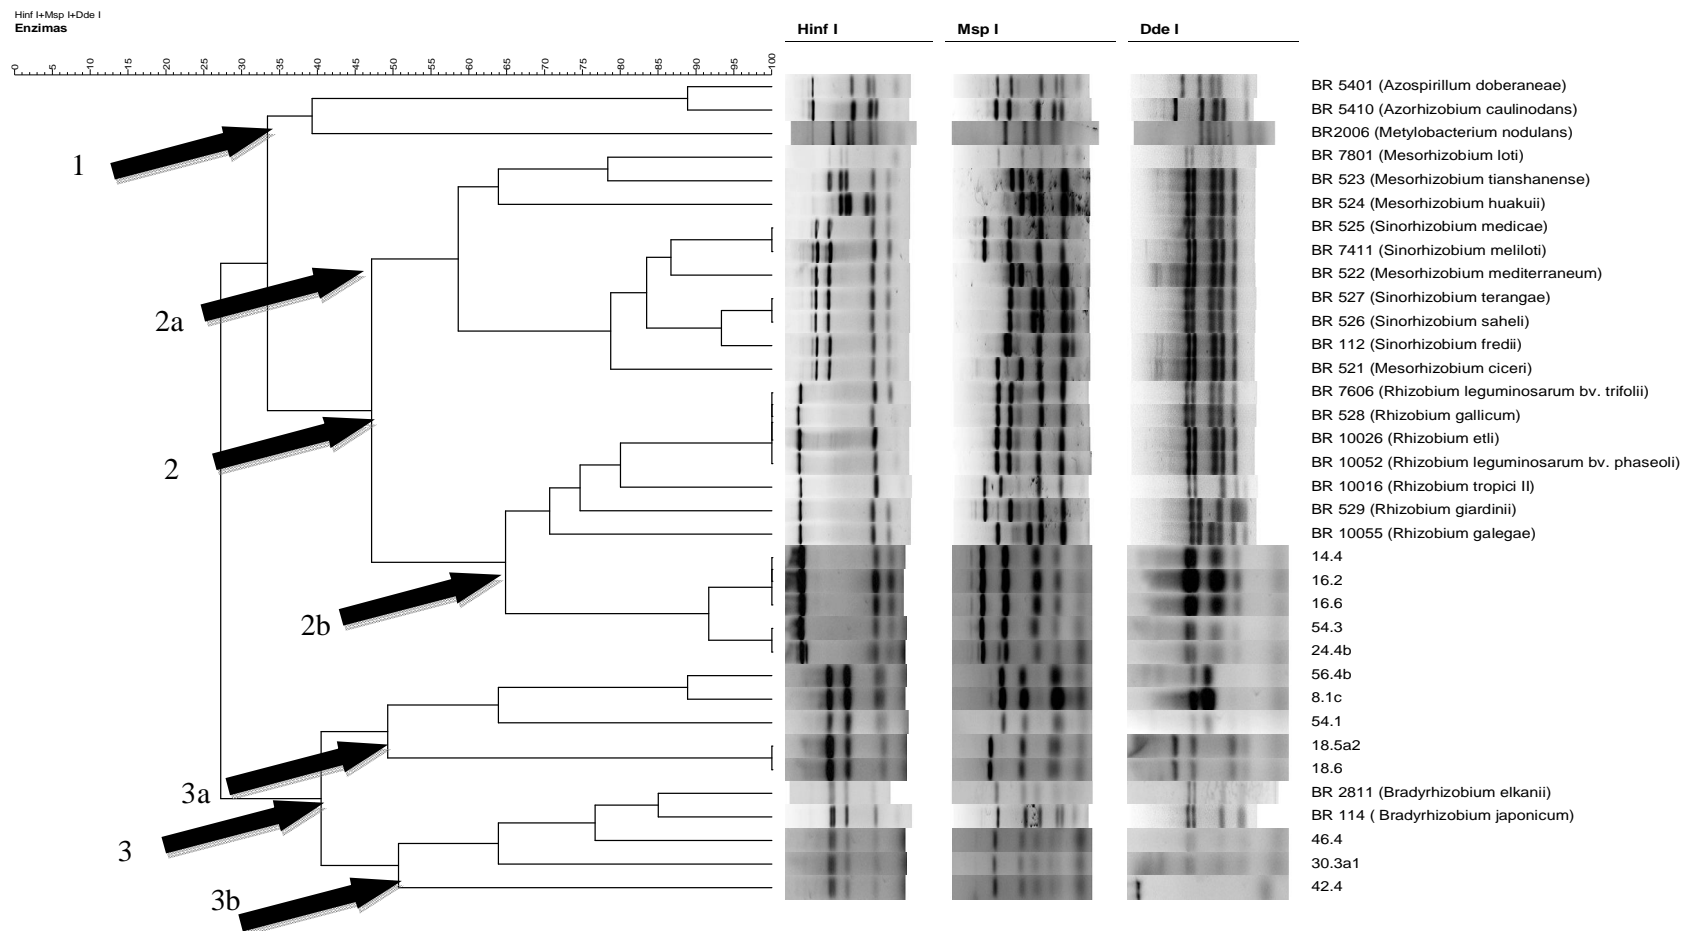 Hinf I+Msp I+Dde I
Enzimas
Hinf I
Msp I
Dde I
0
5
10
15
20
25
30
35
40
45
50
55
60
65
70
75
80
85
90
95
100
BR 5401 (Azospirillum doberaneae)
BR 5410 (Azorhizobium caulinodans)
BR2006 (Metylobacterium nodulans)
1
BR 7801 (Mesorhizobium loti)
BR 523 (Mesorhizobium tianshanense)
BR 524 (Mesorhizobium huakuii)
BR 525 (Sinorhizobium medicae)
BR 7411 (Sinorhizobium meliloti)
BR 522 (Mesorhizobium mediterraneum)
BR 527 (Sinorhizobium terangae)
2a
BR 526 (Sinorhizobium saheli)
BR 112 (Sinorhizobium fredii)
BR 521 (Mesorhizobium ciceri)
BR 7606 (Rhizobium leguminosarum bv. trifolii)
BR 528 (Rhizobium gallicum)
BR 10026 (Rhizobium etli)
BR 10052 (Rhizobium leguminosarum bv. phaseoli)
2
BR 10016 (Rhizobium tropici II)
BR 529 (Rhizobium giardinii)
BR 10055 (Rhizobium galegae)
14.4
16.2
16.6
2b
54.3
24.4b
56.4b
8.1c
54.1
18.5a2
18.6
3a
BR 2811 (Bradyrhizobium elkanii)
BR 114 ( Bradyrhizobium japonicum)
46.4
3
30.3a1
42.4
3b